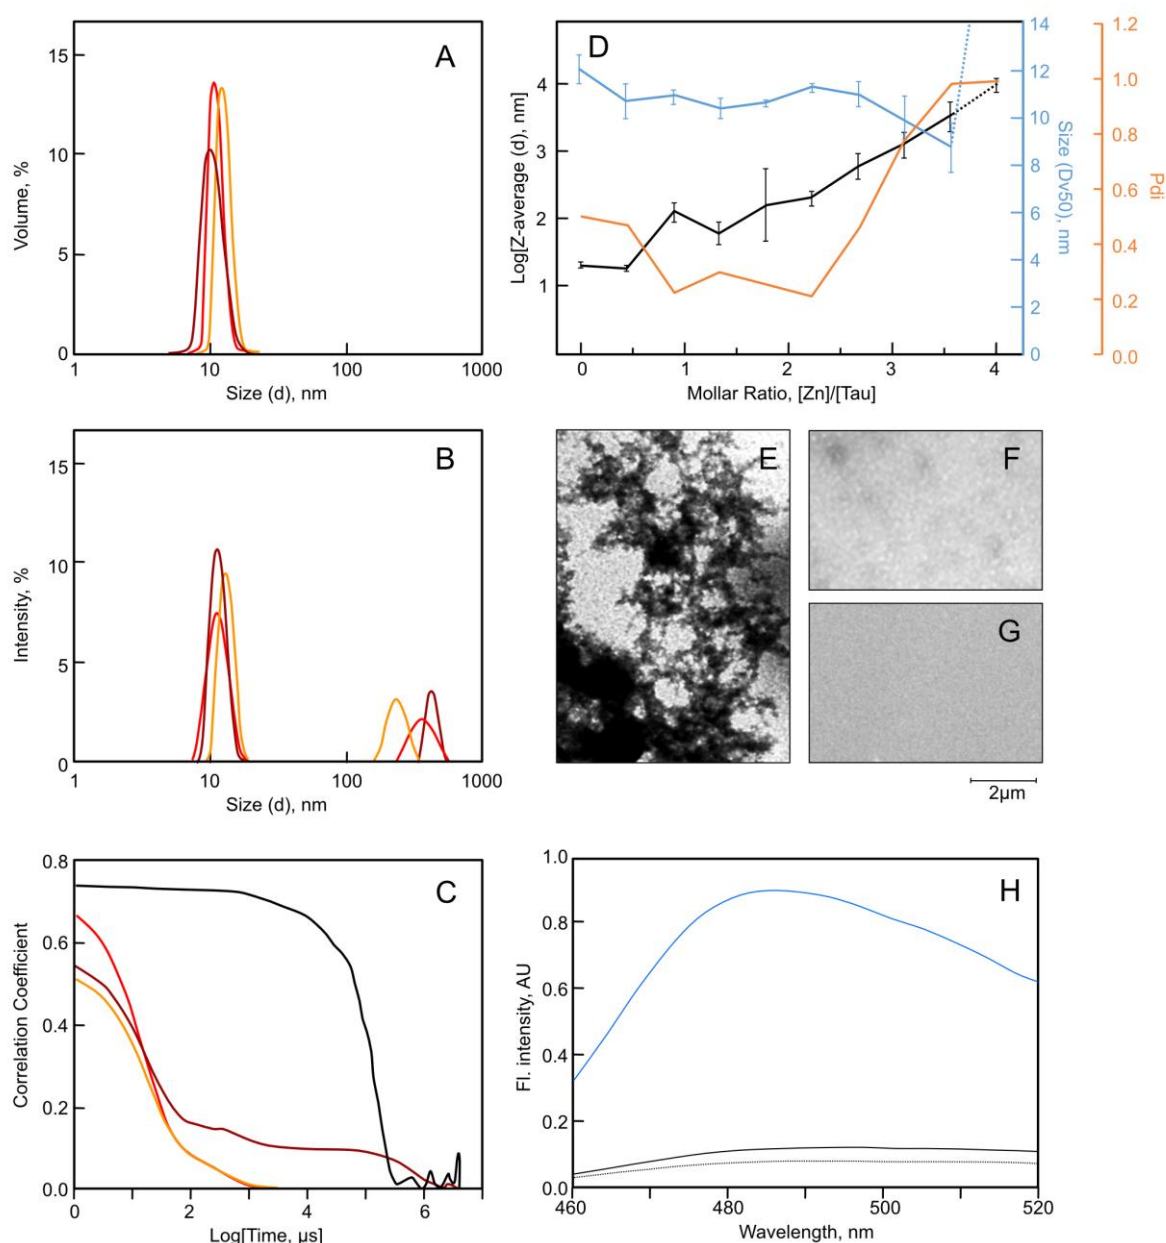 A
15
10
5
0
Volume, %
1
10
100
1000
Size (d), nm
D
4
3
2
1
Log[Z-average (d), nm]
0
1
2
3
4
Mollar Ratio, [Zn]/[Tau]
14
12
10
8
6
4
2
0
Size (Dv50), nm
1.2
1.0
0.8
0.6
0.4
0.2
0.0
Pdi
B
15
10
5
0
Intensity, %
1
10
100
1000
Size (d), nm
E
F
G
2µm
C
0.8
0.6
0.4
0.2
0.0
Correlation Coefficient
0
2
4
6
Log[Time, µs]
H
1.0
0.8
0.6
0.4
0.2
0.0
Fl. intensity, AU
460
480
500
520
Wavelength, nm